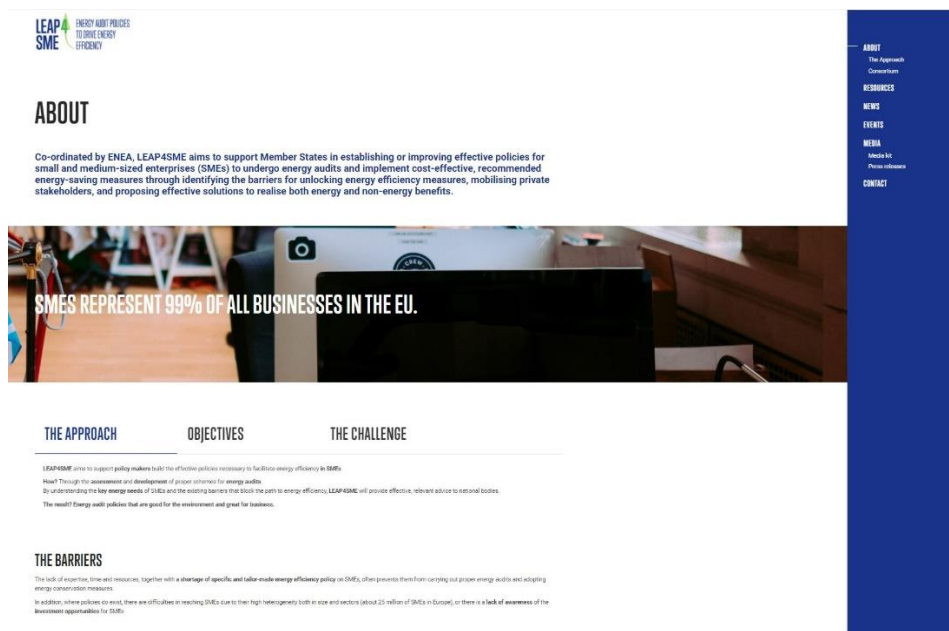 LEAP4
SME
ENERGY AUDIT POLICIES
TO DRIVE ENERGY
EFFICIENCY
ABOUT
Co-ordinated by ENEA, LEAP4SME aims to support Member States in establishing or improving effective policies for
small and medium-sized enterprises (SMEs) to undergo energy audits and implement cost-effective, recommended
energy-saving measures through identifying the barriers for unlocking energy efficiency measures, mobilising private
stakeholders, and proposing effective solutions to realise both energy and non-energy benefits.
SMES REPRESENT 99% OF ALL BUSINESSES IN THE EU.
THE APPROACH
OBJECTIVES
THE CHALLENGE
LEAP4SME aims to support policy makers build the effective policies necessary to facilitate energy efficiency in SMEs.
How? Through the assessment and development of proper schemes for energy audits.
By understanding the key energy needs of SMEs and the existing barriers that block the path to energy efficiency, LEAP4SME will provide effective, relevant advice to national bodies.
The result? Energy audit policies that are good for the environment and great for business.
THE BARRIERS
The lack of expertise, time and resources, together with a shortage of specific and tailor-made energy efficiency policy on SMEs, often prevents them from carrying out proper energy audits and adopting
energy conservation measures.
In addition, where policies do exist, there are difficulties in reaching SMEs due to their high heterogeneity both in size and sectors (about 25 million of SMEs in Europe), or there is a lack of awareness of the
investment opportunities for SMEs
ABOUT
The Approach
Consortium
RESOURCES
NEWS
EVENTS
MEDIA
Media kit
Press releases
CONTACT